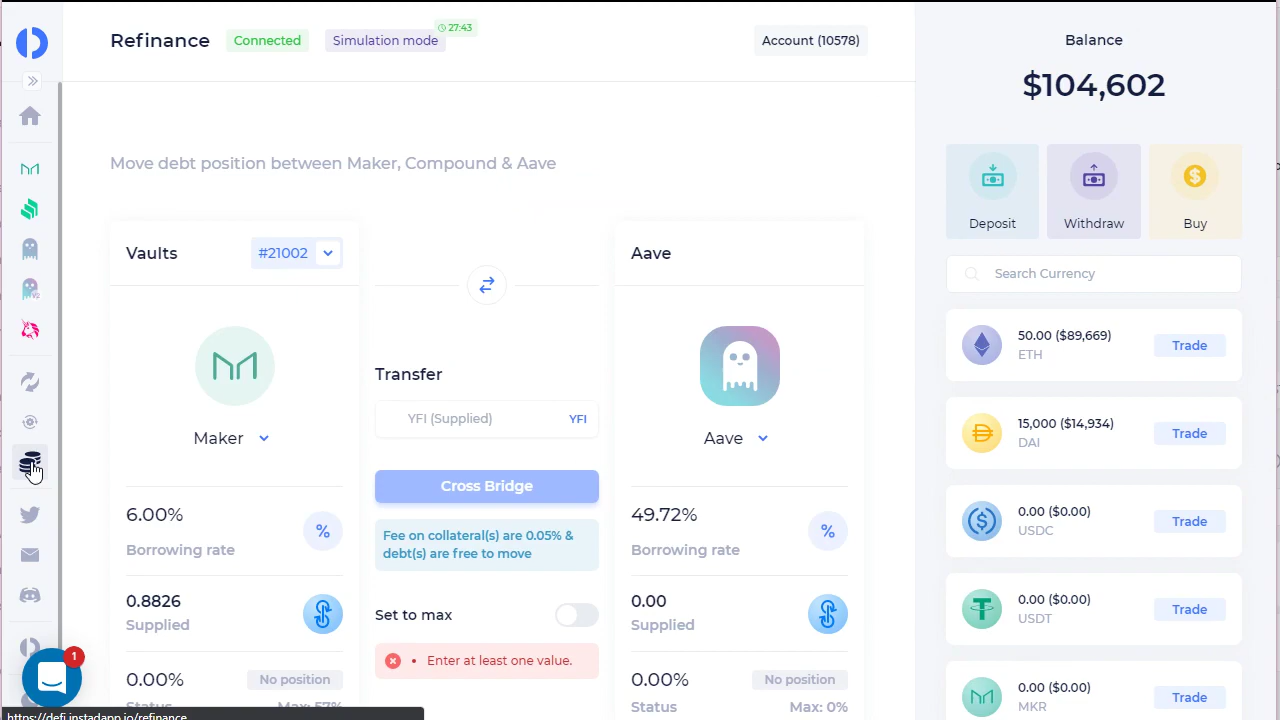 Refinance
Connected
Simulation mode
27:43
Account (10578)
Move debt position between Maker, Compound & Aave
Vaults
#21002
Maker
6.00%
Borrowing rate
%
0.8826
Supplied
0.00%
No position
Status
Max: 57%
Transfer
YFI (Supplied)
YFI
Cross Bridge
Fee on collateral(s) are 0.05% &
debt(s) are free to move
Set to max
Enter at least one value.
Aave
Aave
49.72%
Borrowing rate
%
0.00
Supplied
0.00%
No position
Status
Max: 0%
Balance
$104,602
Deposit
Withdraw
Buy
Search Currency
50.00 ($89,669)
ETH
Trade
15,000 ($14,934)
DAI
Trade
0.00 ($0.00)
USDC
Trade
0.00 ($0.00)
USDT
Trade
0.00 ($0.00)
MKR
Trade
V2
1
https://defi.instadapp.io/refinance